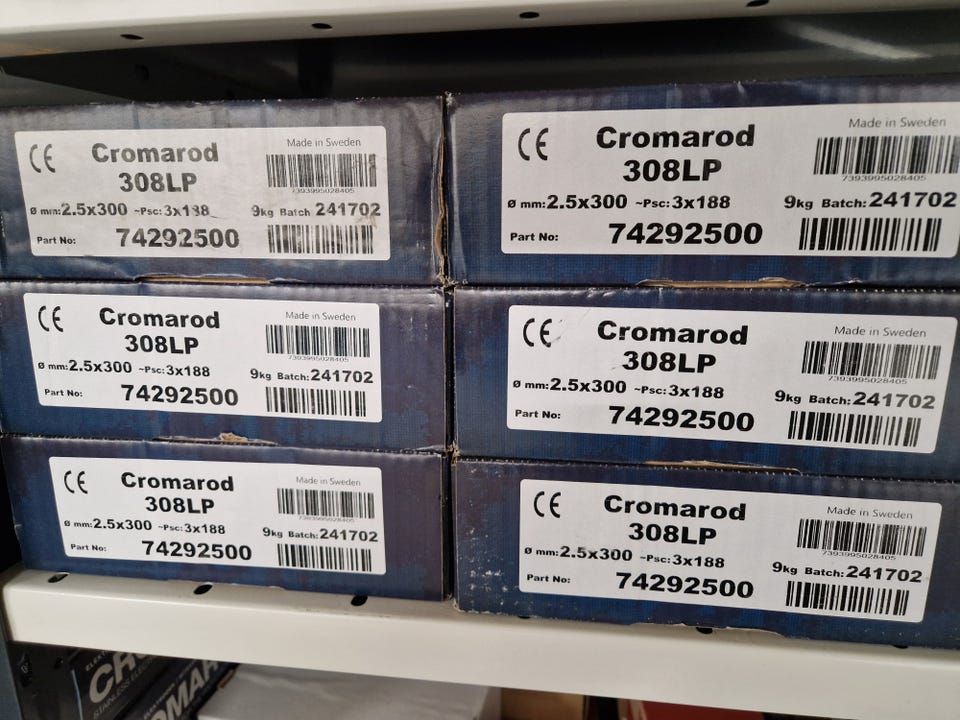 CE Cromarod Made in Sweden
308LP
7393995028405
ø mm: 2.5x300 ~Psc: 3x188 9kg Batch 241702
Part No: 74292500
CE Cromarod Made in Sweden
308LP
7393995028405
ø mm: 2.5x300 ~Psc: 3x188 9kg Batch: 241702
Part No: 74292500
CE Cromarod Made in Sweden
308LP
7393995028405
ø mm: 2.5x300 ~Psc: 3x188 9kg Batch: 241702
Part No: 74292500
CE Cromarod Made in Sweden
308LP
7393995028405
ø mm: 2.5x300 ~Psc: 3x188 9kg Batch: 241702
Part No: 74292500
CE Cromarod Made in Sweden
308LP
7393995028405
ø mm: 2.5x300 ~Psc: 3x188 9kg Batch: 241702
Part No: 74292500
CE Cromarod Made in Sweden
308LP
7393995028405
ø mm: 2.5x300 ~Psc: 3x188 9kg Batch: 241702
Part No: 74292500
STAINLESS